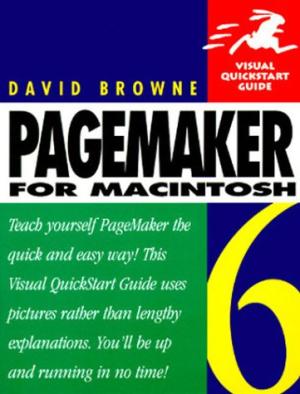 VISUAL
QUICKSTART
GUIDE
DAVID BROWNE
PAGEMAKER
FOR MACINTOSH
6
Teach yourself PageMaker the
quick and easy way! This
Visual QuickStart Guide uses
pictures rather than lengthy
explanations. You'll be up
and running in no time!